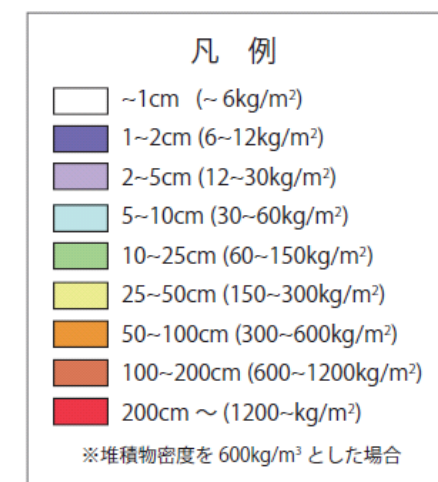 凡　例
~1cm (~ 6kg/m²)
1~2cm (6~12kg/m²)
2~5cm (12~30kg/m²)
5~10cm (30~60kg/m²)
10~25cm (60~150kg/m²)
25~50cm (150~300kg/m²)
50~100cm (300~600kg/m²)
100~200cm (600~1200kg/m²)
200cm ～ (1200~kg/m²)
※堆積物密度を 600kg/m³ とした場合